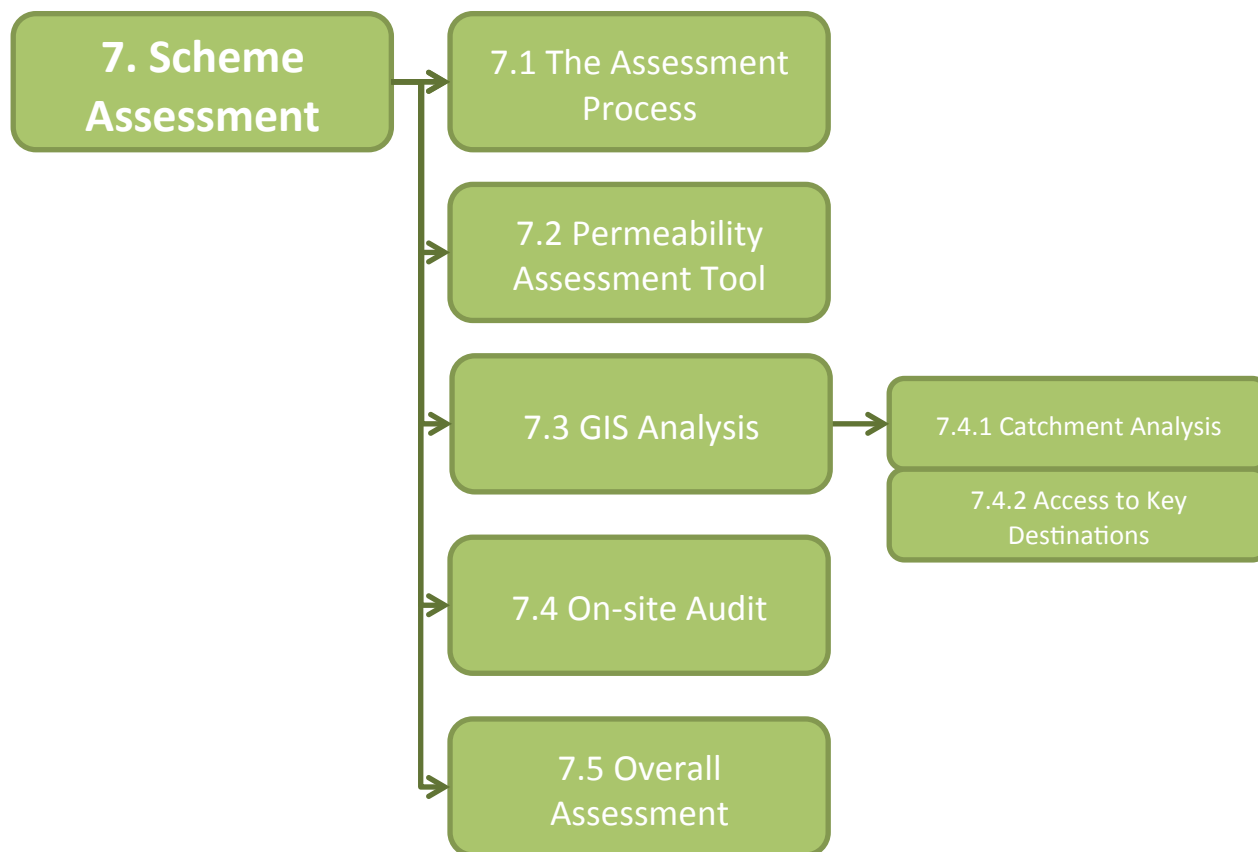 7. Scheme
Assessment
7.1 The Assessment
Process
7.2 Permeability
Assessment Tool
7.3 GIS Analysis
7.4.1 Catchment Analysis
7.4.2 Access to Key
Destinations
7.4 On-site Audit
7.5 Overall
Assessment